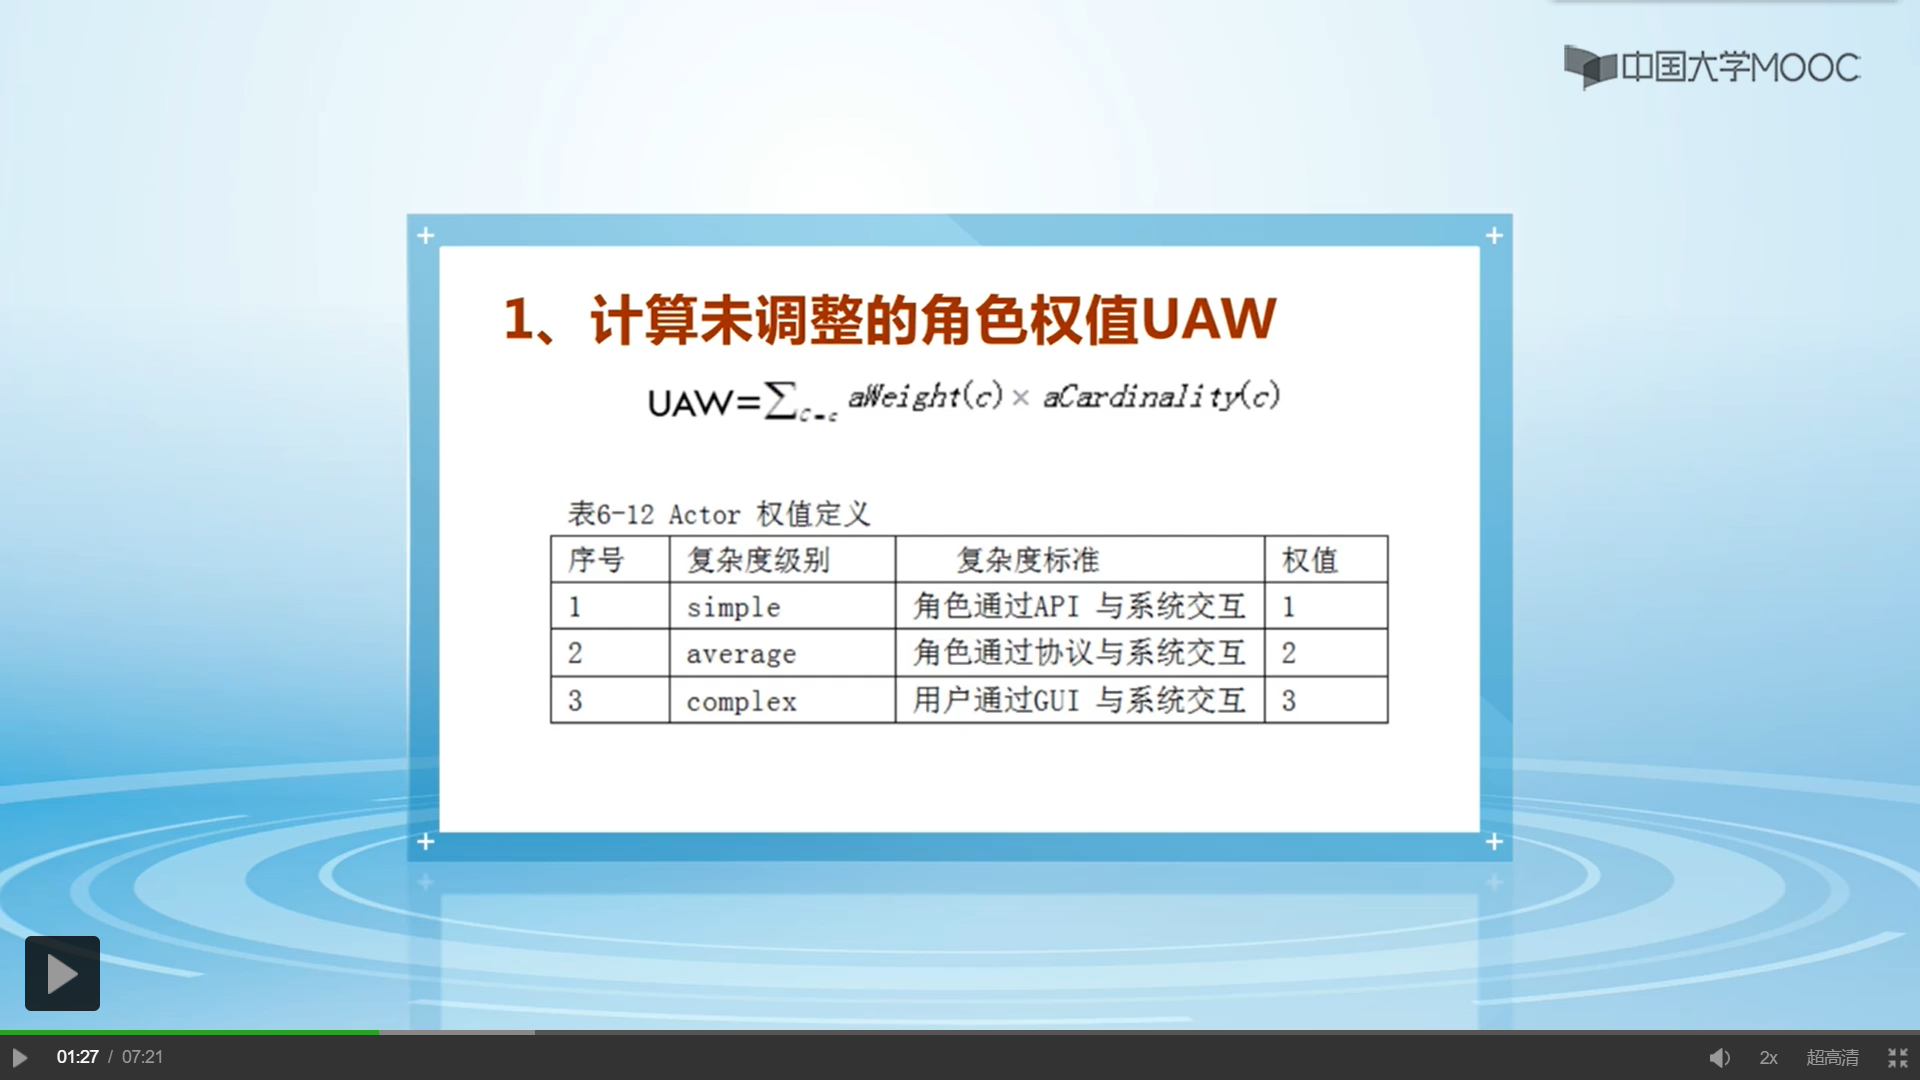 中国大学MOOC
1、计算未调整的角色权值UAW
UAW=∑c=c aWeight(c)× aCardinality(c)
表6-12 Actor 权值定义
序号 复杂度级别 复杂度标准 权值
1 simple 角色通过API 与系统交互 1
2 average 角色通过协议与系统交互 2
3 complex 用户通过GUI 与系统交互 3
01:27 / 07:21 2x 超高清